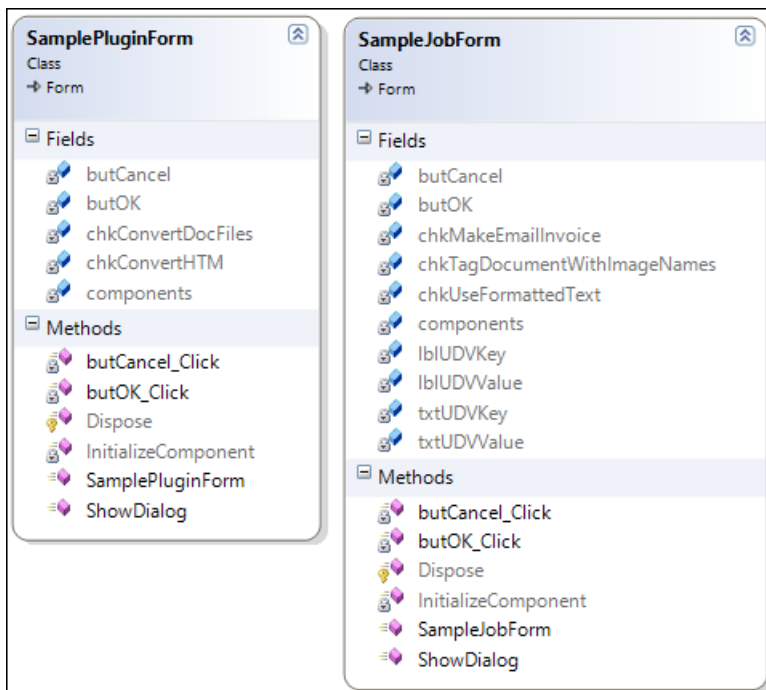 SamplePluginForm
Class
Form
Fields
butCancel
butOK
chkConvertDocFiles
chkConvertHTM
components
Methods
butCancel_Click
butOK_Click
Dispose
InitializeComponent
SamplePluginForm
ShowDialog
SampleJobForm
Class
Form
Fields
butCancel
butOK
chkMakeEmailInvoice
chkTagDocumentWithImageNames
chkUseFormattedText
components
lblUDVKey
lblUDVValue
txtUDVKey
txtUDVValue
Methods
butCancel_Click
butOK_Click
Dispose
InitializeComponent
SampleJobForm
ShowDialog